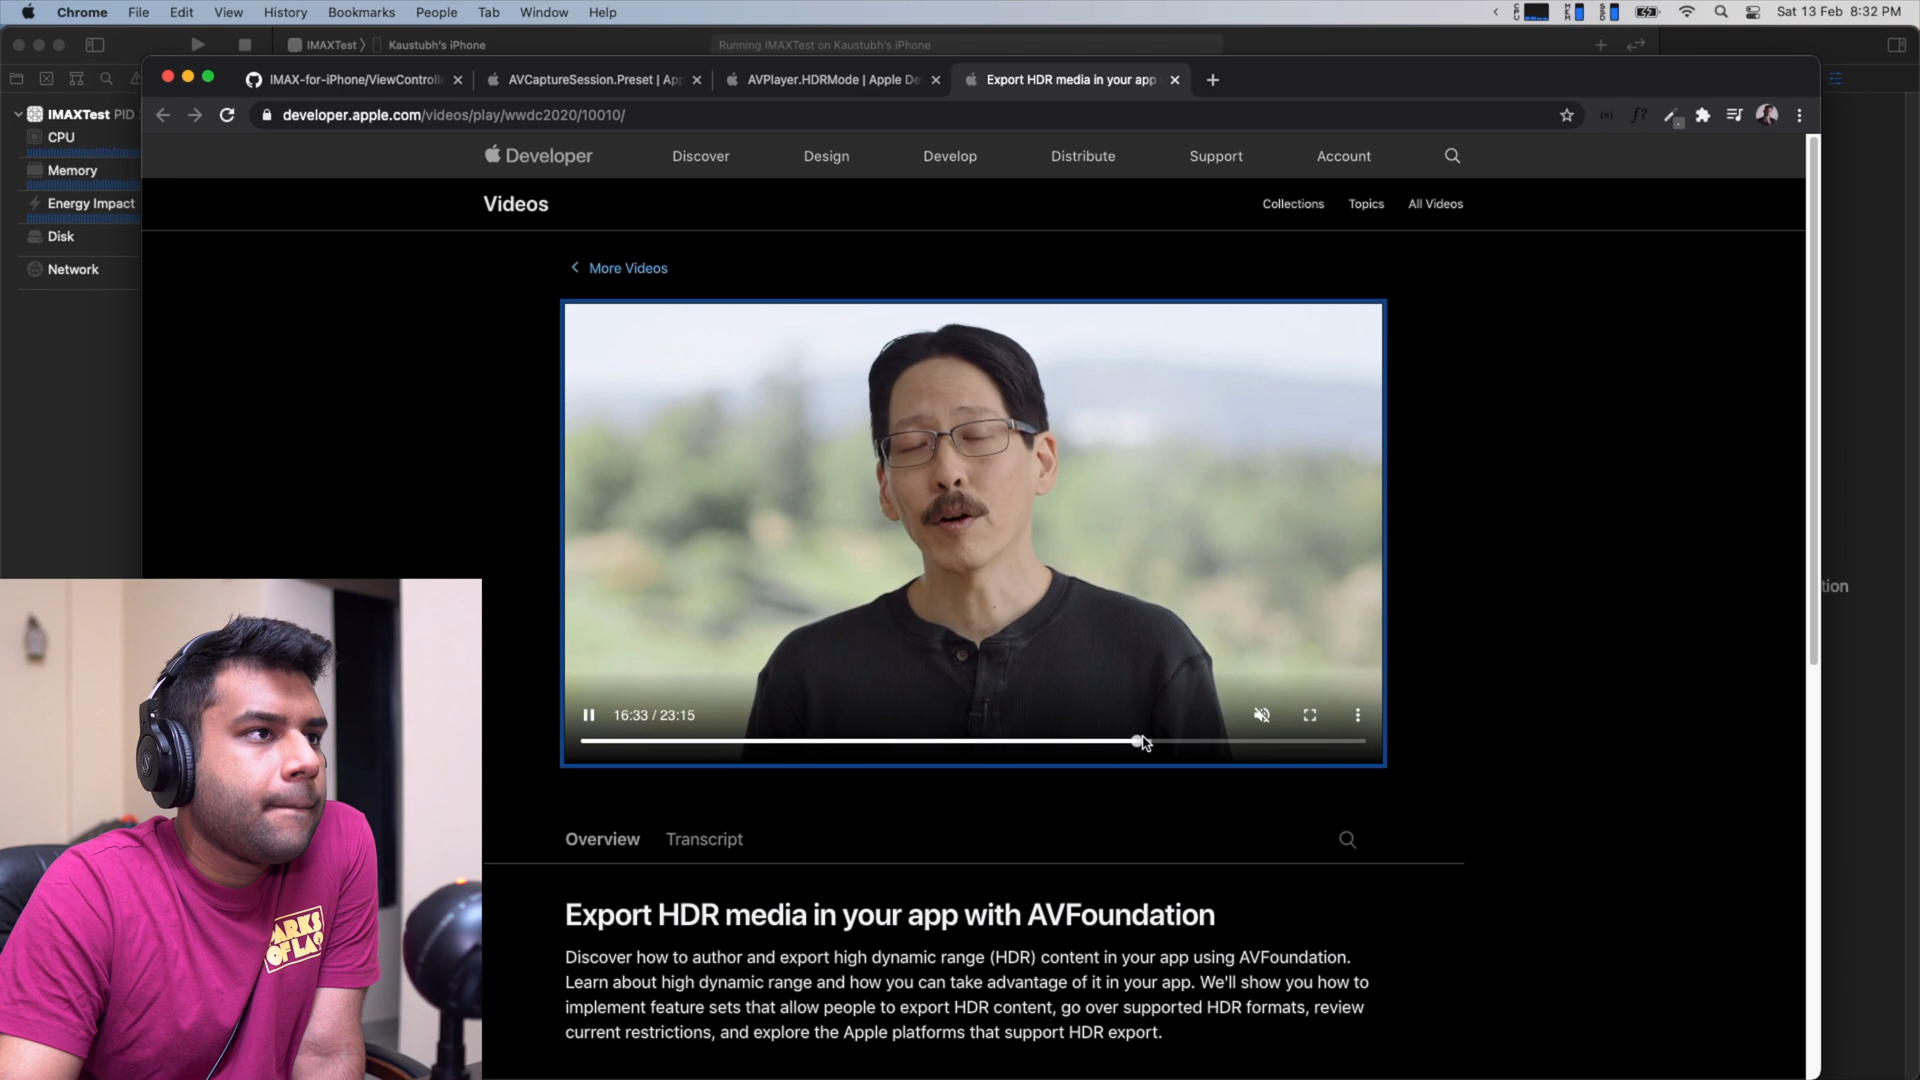 Chrome File Edit View History Bookmarks People Tab Window Help
Sat 13 Feb 8:32 PM
IMAXTest
Kaustubh's iPhone
Running IMAXTest on Kaustubh's iPhone
IMAX-for-iPhone/ViewControll
AVCaptureSession.Preset | Ap
AVPlayer.HDRMode | Apple De
Export HDR media in your app
developer.apple.com/videos/play/wwdc2020/10010/
IMAXTest PID
CPU
Memory
Energy Impact
Disk
Network
Developer Discover Design Develop Distribute Support Account
Videos
Collections Topics All Videos
More Videos
16:33 / 23:15
tion
Overview Transcript
Export HDR media in your app with AVFoundation
Discover how to author and export high dynamic range (HDR) content in your app using AVFoundation.
Learn about high dynamic range and how you can take advantage of it in your app. We'll show you how to
implement feature sets that allow people to export HDR content, go over supported HDR formats, review
current restrictions, and explore the Apple platforms that support HDR export.